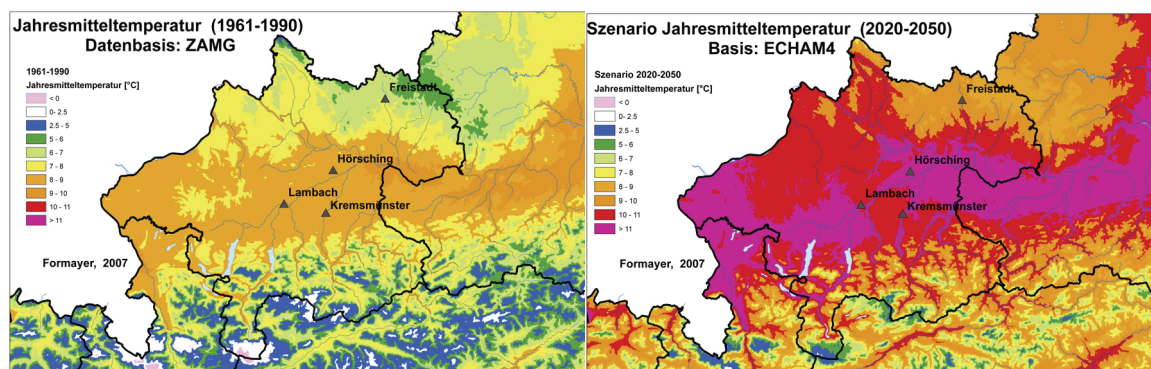 Jahresmitteltemperatur (1961-1990)
Datenbasis: ZAMG
1961-1990
Jahresmitteltemperatur [°C]
< 0
0- 2.5
2.5 - 5
5 - 6
6 - 7
7 - 8
8 - 9
9 - 10
10 - 11
> 11
Freistadt
Hörsching
Lambach
Kremsmünster
Formayer, 2007
Szenario Jahresmitteltemperatur (2020-2050)
Basis: ECHAM4
Szenario 2020-2050
Jahresmitteltemperatur [°C]
< 0
0- 2.5
2.5 - 5
5 - 6
6 - 7
7 - 8
8 - 9
9 - 10
10 - 11
> 11
Freistadt
Hörsching
Lambach
Kremsmünster
Formayer, 2007